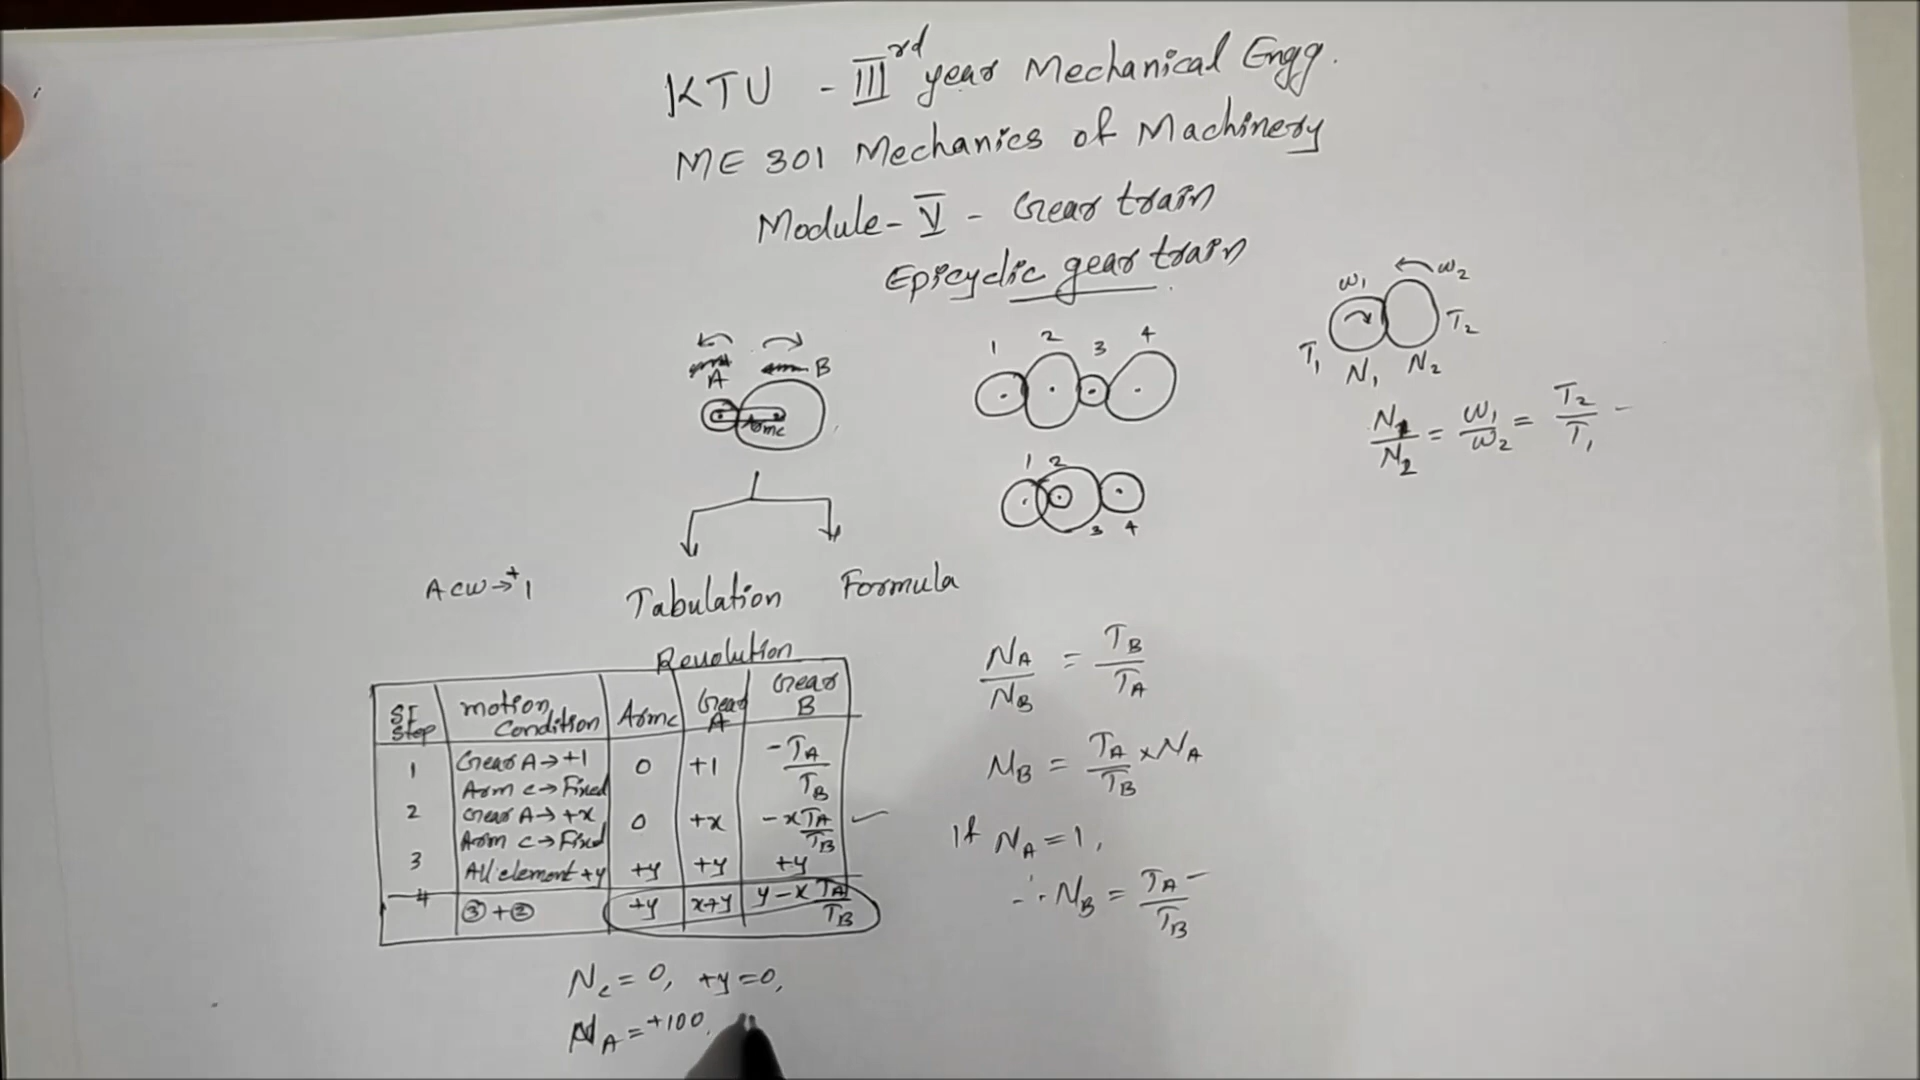 KTU - IIIrd year Mechanical Engg.
ME 301 Mechanics of Machinery
Module - V - Gear train
Epicyclic gear train
A B
Arm C
1 2 3 4
1 2
3 4
ω1 ω2
T1 T2
N1 N2
N1/N2 = ω1/ω2 = T2/T1
ACW → +1
Tabulation Formula
Revolution
Step | motion Condition | Arm C | Gear A | Gear B
1 | Gear A → +1 Arm C → Fixed | 0 | +1 | -TA/TB
2 | Gear A → +x Arm C → Fixed | 0 | +x | -x TA/TB
3 | All element +y | +y | +y | +y
4 | ③+② | +y | x+y | y-x TA/TB
NA/NB = TB/TA
NB = TA/TB × NA
If NA = 1,
∴ NB = TA/TB
Nc = 0, +y = 0,
NA = +100,